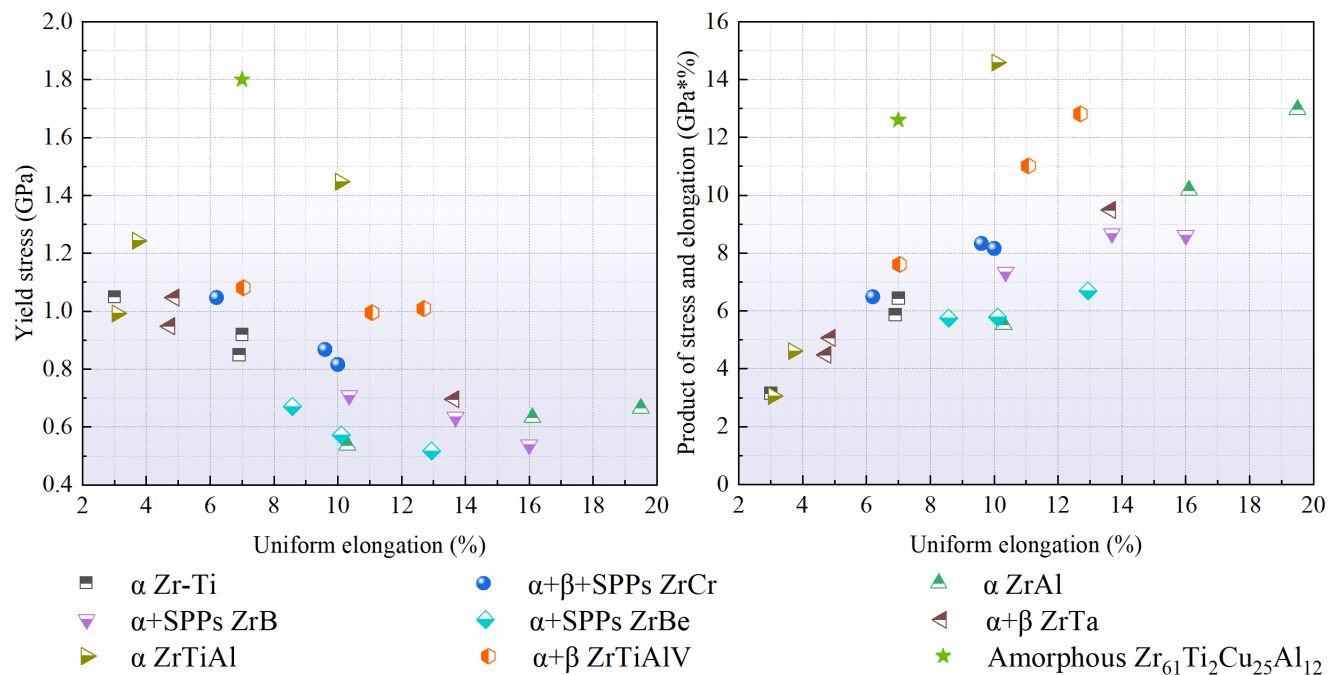 Yield stress (GPa)
2.0
1.8
1.6
1.4
1.2
1.0
0.8
0.6
0.4
2 4 6 8 10 12 14 16 18 20
Uniform elongation (%)
Product of stress and elongation (GPa*%)
16
14
12
10
8
6
4
2
0
2 4 6 8 10 12 14 16 18 20
Uniform elongation (%)
α Zr-Ti α+β+SPPs ZrCr α ZrAl
α+SPPs ZrB α+SPPs ZrBe α+β ZrTa
α ZrTiAl α+β ZrTiAlV Amorphous Zr₆₁Ti₂Cu₂₅Al₁₂